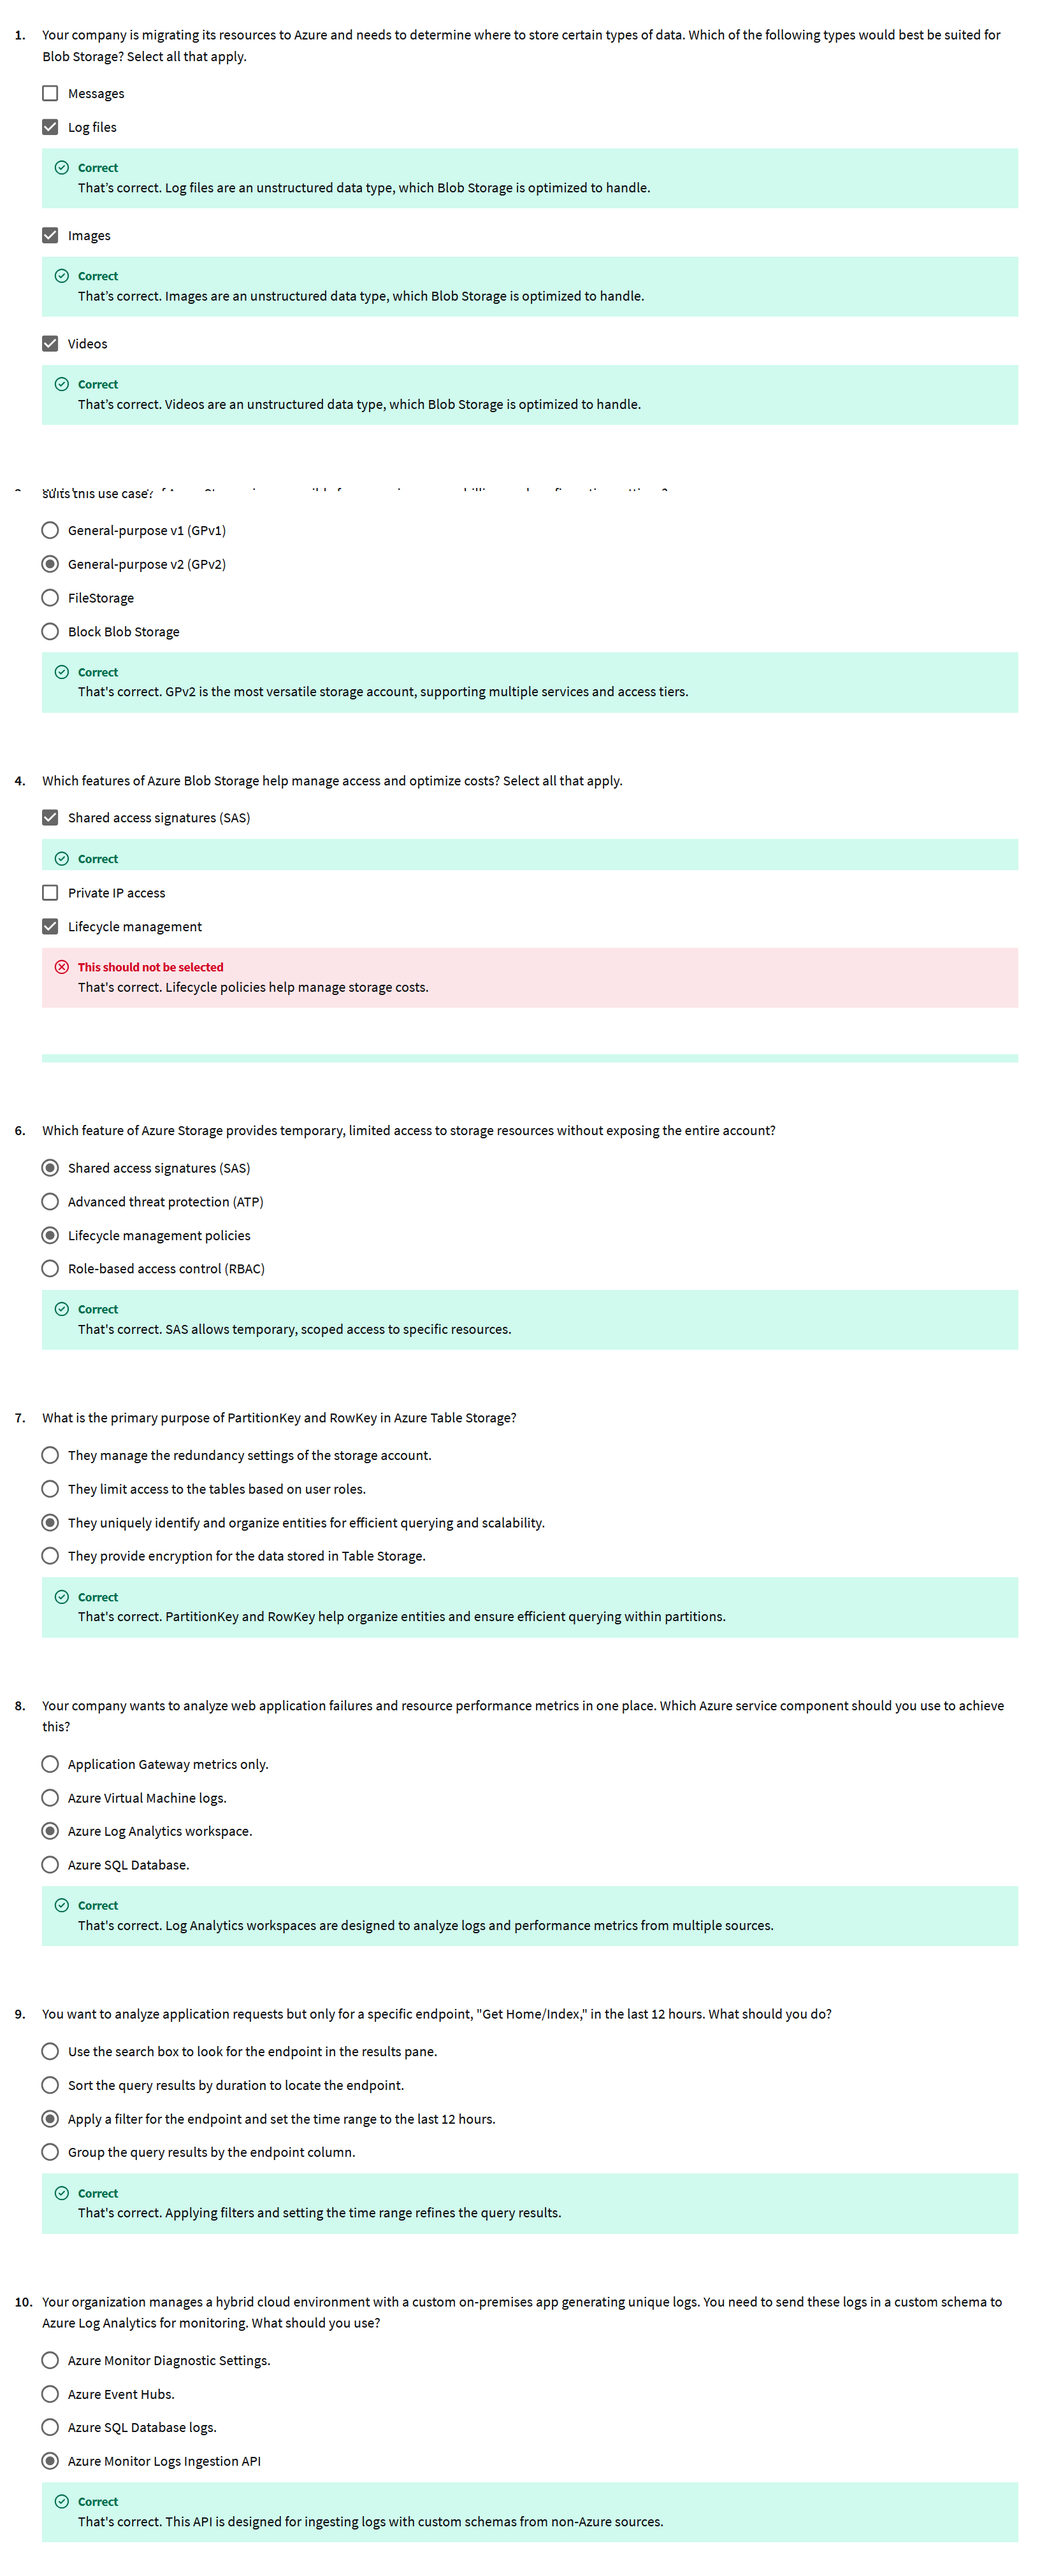 1. Your company is migrating its resources to Azure and needs to determine where to store certain types of data. Which of the following types would best be suited for
Blob Storage? Select all that apply.
Messages
Log files
Correct
That’s correct. Log files are an unstructured data type, which Blob Storage is optimized to handle.
Images
Correct
That’s correct. Images are an unstructured data type, which Blob Storage is optimized to handle.
Videos
Correct
That’s correct. Videos are an unstructured data type, which Blob Storage is optimized to handle.
suits this use case?
General-purpose v1 (GPv1)
General-purpose v2 (GPv2)
FileStorage
Block Blob Storage
Correct
That's correct. GPv2 is the most versatile storage account, supporting multiple services and access tiers.
4. Which features of Azure Blob Storage help manage access and optimize costs? Select all that apply.
Shared access signatures (SAS)
Correct
Private IP access
Lifecycle management
This should not be selected
That's correct. Lifecycle policies help manage storage costs.
6. Which feature of Azure Storage provides temporary, limited access to storage resources without exposing the entire account?
Shared access signatures (SAS)
Advanced threat protection (ATP)
Lifecycle management policies
Role-based access control (RBAC)
Correct
That's correct. SAS allows temporary, scoped access to specific resources.
7. What is the primary purpose of PartitionKey and RowKey in Azure Table Storage?
They manage the redundancy settings of the storage account.
They limit access to the tables based on user roles.
They uniquely identify and organize entities for efficient querying and scalability.
They provide encryption for the data stored in Table Storage.
Correct
That's correct. PartitionKey and RowKey help organize entities and ensure efficient querying within partitions.
8. Your company wants to analyze web application failures and resource performance metrics in one place. Which Azure service component should you use to achieve
this?
Application Gateway metrics only.
Azure Virtual Machine logs.
Azure Log Analytics workspace.
Azure SQL Database.
Correct
That's correct. Log Analytics workspaces are designed to analyze logs and performance metrics from multiple sources.
9. You want to analyze application requests but only for a specific endpoint, "Get Home/Index," in the last 12 hours. What should you do?
Use the search box to look for the endpoint in the results pane.
Sort the query results by duration to locate the endpoint.
Apply a filter for the endpoint and set the time range to the last 12 hours.
Group the query results by the endpoint column.
Correct
That's correct. Applying filters and setting the time range refines the query results.
10. Your organization manages a hybrid cloud environment with a custom on-premises app generating unique logs. You need to send these logs in a custom schema to
Azure Log Analytics for monitoring. What should you use?
Azure Monitor Diagnostic Settings.
Azure Event Hubs.
Azure SQL Database logs.
Azure Monitor Logs Ingestion API
Correct
That's correct. This API is designed for ingesting logs with custom schemas from non-Azure sources.